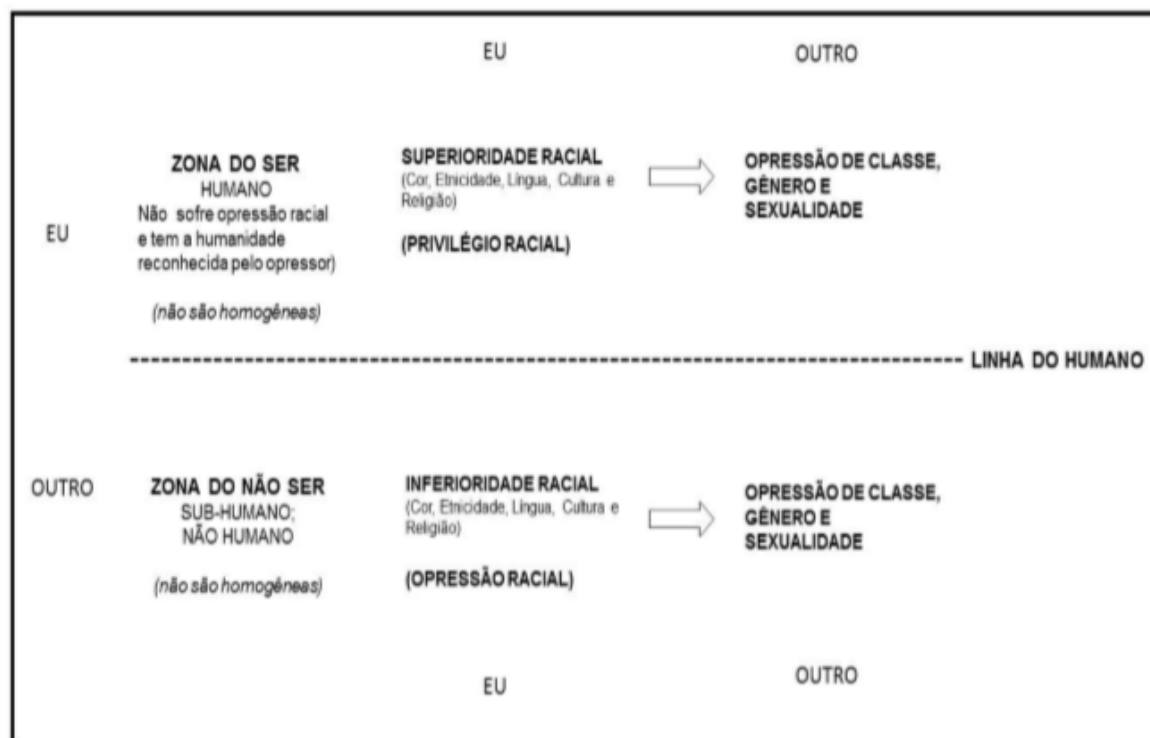 EU
OUTRO
ZONA DO SER
HUMANO
Não sofre opressão racial
e tem a humanidade
reconhecida pelo opressor)
(não são homogêneas)
SUPERIORIDADE RACIAL
(Cor, Etnicidade, Língua, Cultura e
Religião)
(PRIVILÉGIO RACIAL)
OPRESSÃO DE CLASSE,
GÊNERO E
SEXUALIDADE
EU
LINHA DO HUMANO
OUTRO
ZONA DO NÃO SER
SUB-HUMANO;
NÃO HUMANO
(não são homogêneas)
INFERIORIDADE RACIAL
(Cor, Etnicidade, Língua, Cultura e
Religião)
(OPRESSÃO RACIAL)
OPRESSÃO DE CLASSE,
GÊNERO E
SEXUALIDADE
EU
OUTRO